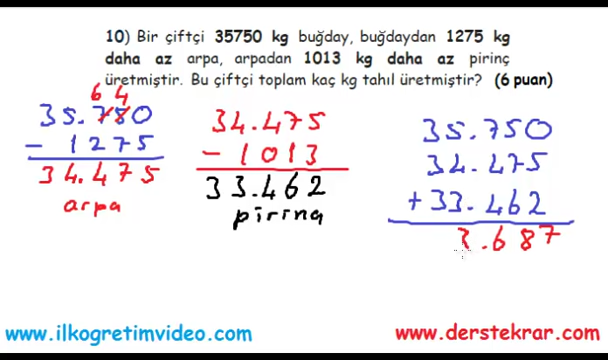 10) Bir çiftçi 35750 kg buğday, buğdaydan 1275 kg
daha az arpa, arpadan 1013 kg daha az pirinç
üretmiştir. Bu çiftçi toplam kaç kg tahıl üretmiştir? (6 puan)
6 4
35.750
- 1275
34.475
arpa
34.475
- 1013
33.462
pirinç
35.750
34.475
+ 33.462
3.687
www.ilkogretimvideo.com
www.derstekrar.com